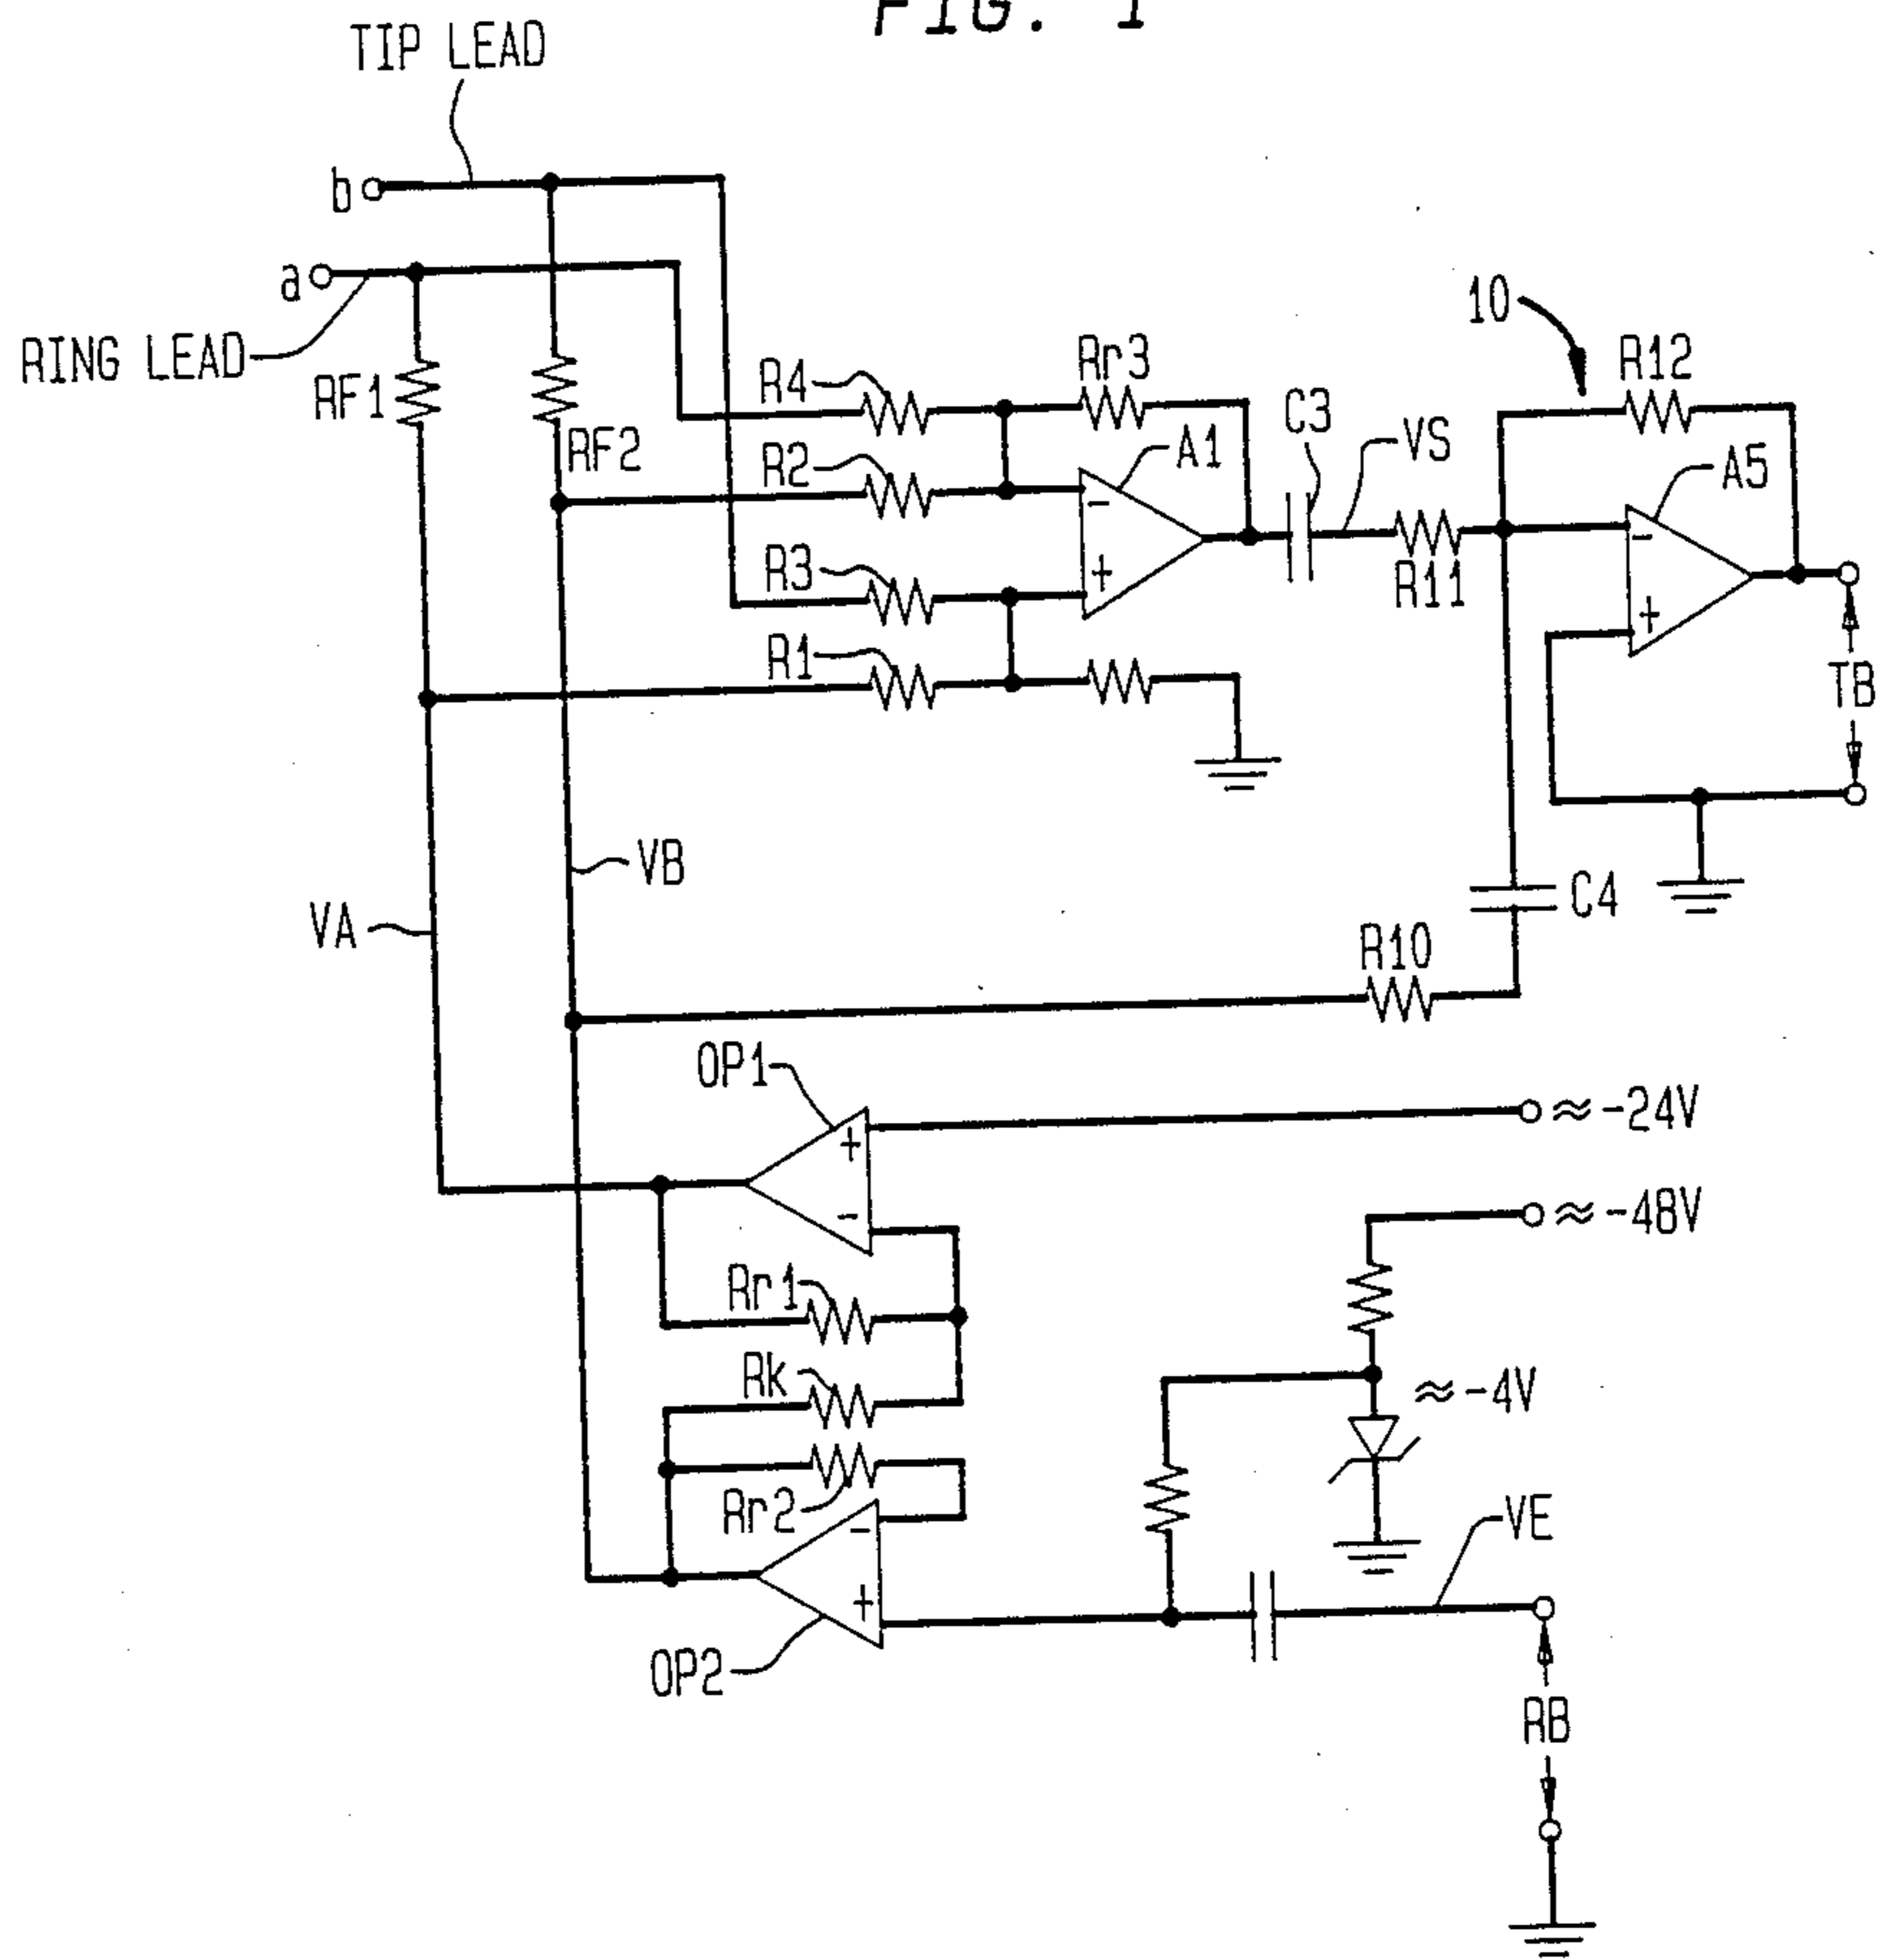 FIG. 1
TIP LEAD
b
a
RING LEAD
RF1
RF2
R4
Rr3
R2
A1
C3
VS
10
R12
A5
R3
R11
R1
TB
VB
VA
C4
R10
OP1
≈ -24V
≈ -48V
Rr1
Rk
≈ -4V
Rr2
VE
OP2
RB
- + - + + - - +